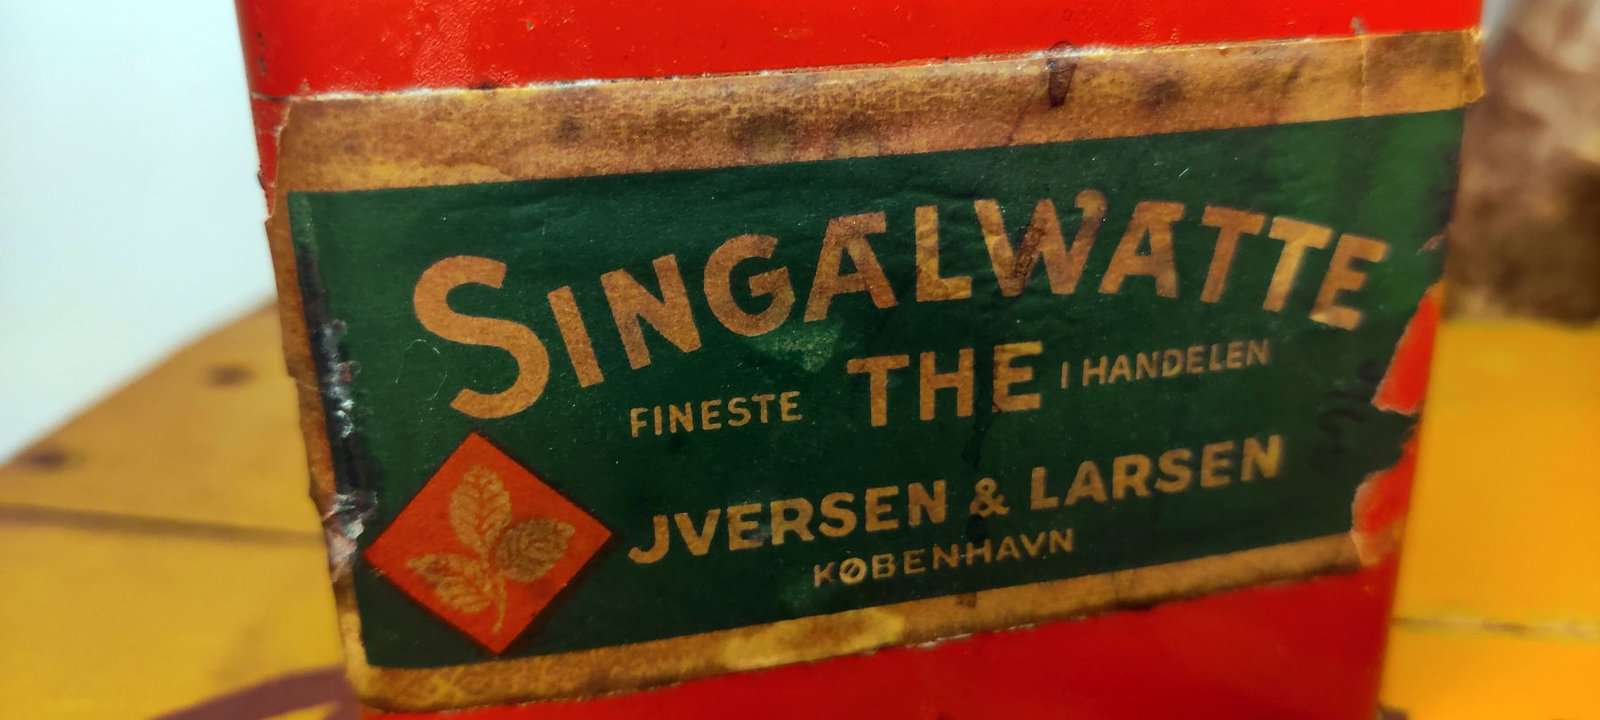 SINGALWATTE
FINESTE THE I HANDELEN
JVERSEN & LARSEN
KØBENHAVN